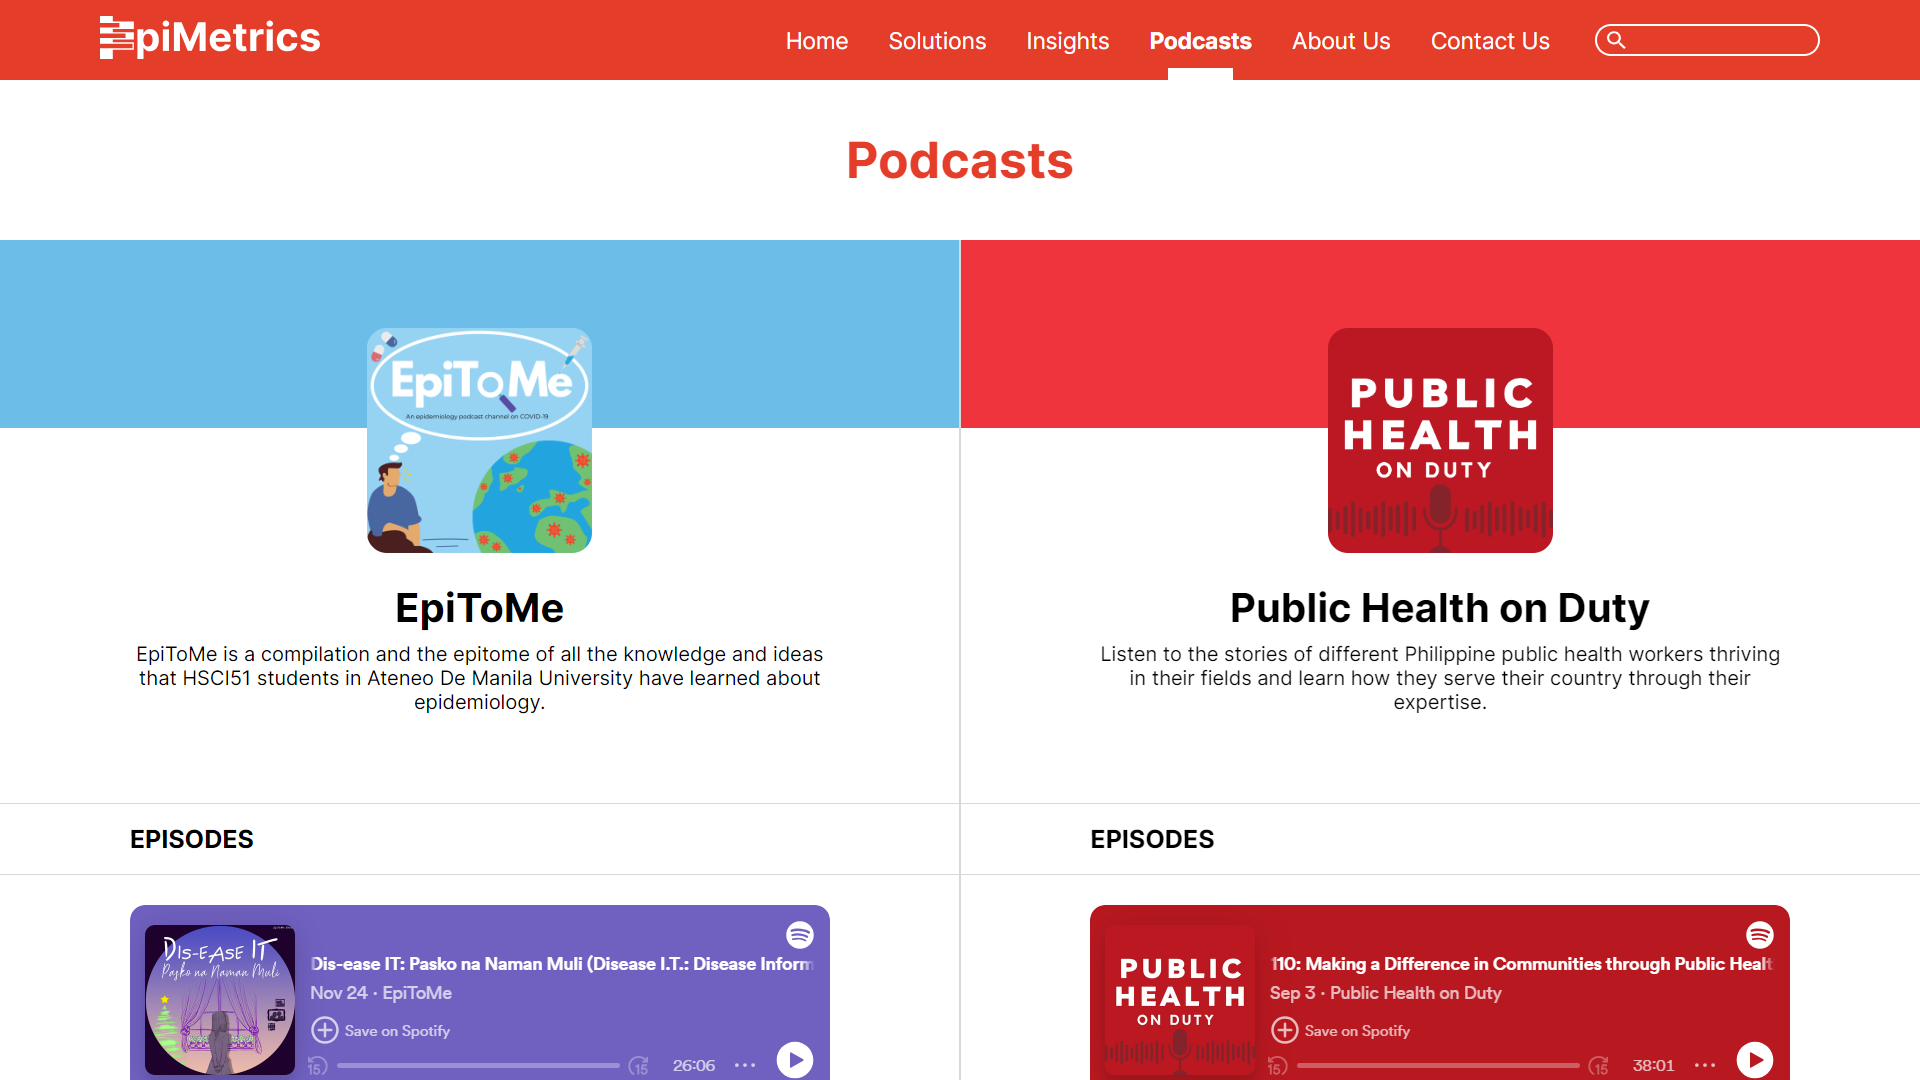 EpiMetrics
Home
Solutions
Insights
Podcasts
About Us
Contact Us
Podcasts
EpiToMe
An epidemiology podcast channel on COVID-19
EpiToMe
EpiToMe is a compilation and the epitome of all the knowledge and ideas
that HSCI51 students in Ateneo De Manila University have learned about
epidemiology.
PUBLIC
HEALTH
ON DUTY
Public Health on Duty
Listen to the stories of different Philippine public health workers thriving
in their fields and learn how they serve their country through their
expertise.
EPISODES
EPISODES
DIS-EASE IT
Pasko na Naman Muli
Dis-ease IT: Pasko na Naman Muli (Disease I.T.: Disease Inform
Nov 24 · EpiToMe
Save on Spotify
15
15
26:06
PUBLIC
HEALTH
ON DUTY
110: Making a Difference in Communities through Public Healt
Sep 3 · Public Health on Duty
Save on Spotify
15
15
38:01